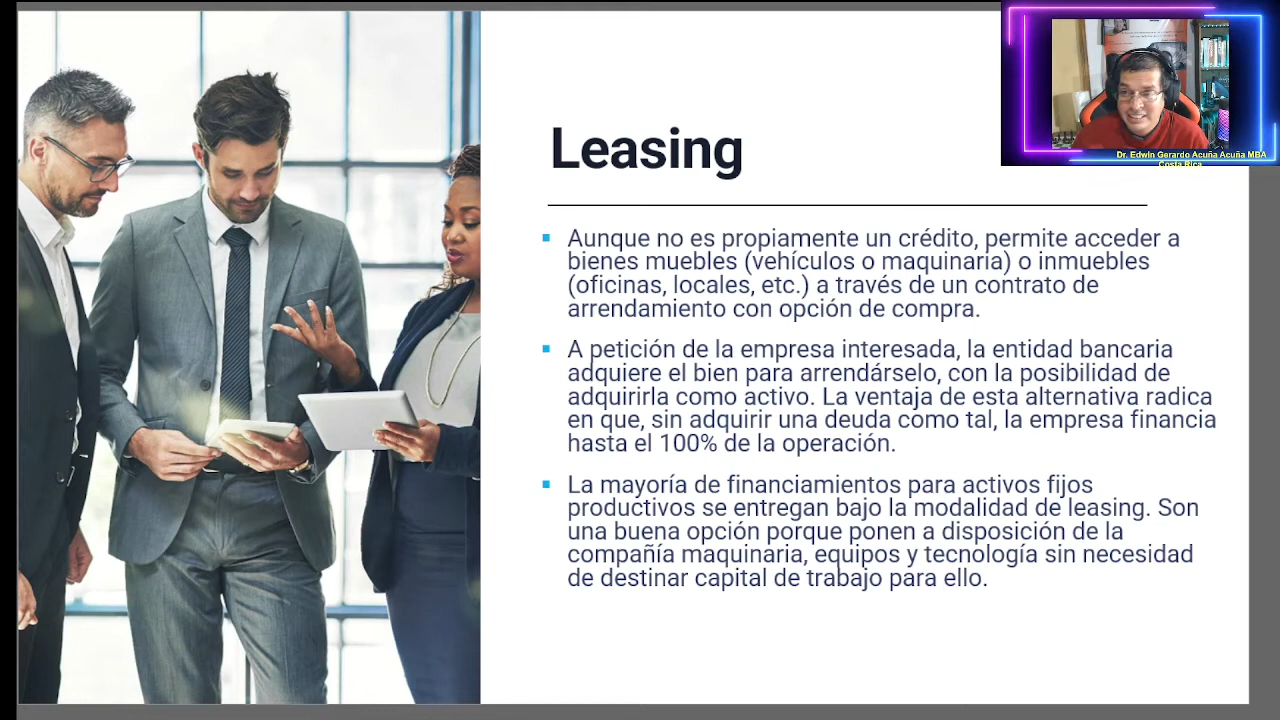 Leasing
Dr. Edwin Gerardo Acuña Acuña MBA
Costa Rica
Aunque no es propiamente un crédito, permite acceder a
bienes muebles (vehículos o maquinaria) o inmuebles
(oficinas, locales, etc.) a través de un contrato de
arrendamiento con opción de compra.
A petición de la empresa interesada, la entidad bancaria
adquiere el bien para arrendárselo, con la posibilidad de
adquirirla como activo. La ventaja de esta alternativa radica
en que, sin adquirir una deuda como tal, la empresa financia
hasta el 100% de la operación.
La mayoría de financiamientos para activos fijos
productivos se entregan bajo la modalidad de leasing. Son
una buena opción porque ponen a disposición de la
compañía maquinaria, equipos y tecnología sin necesidad
de destinar capital de trabajo para ello.